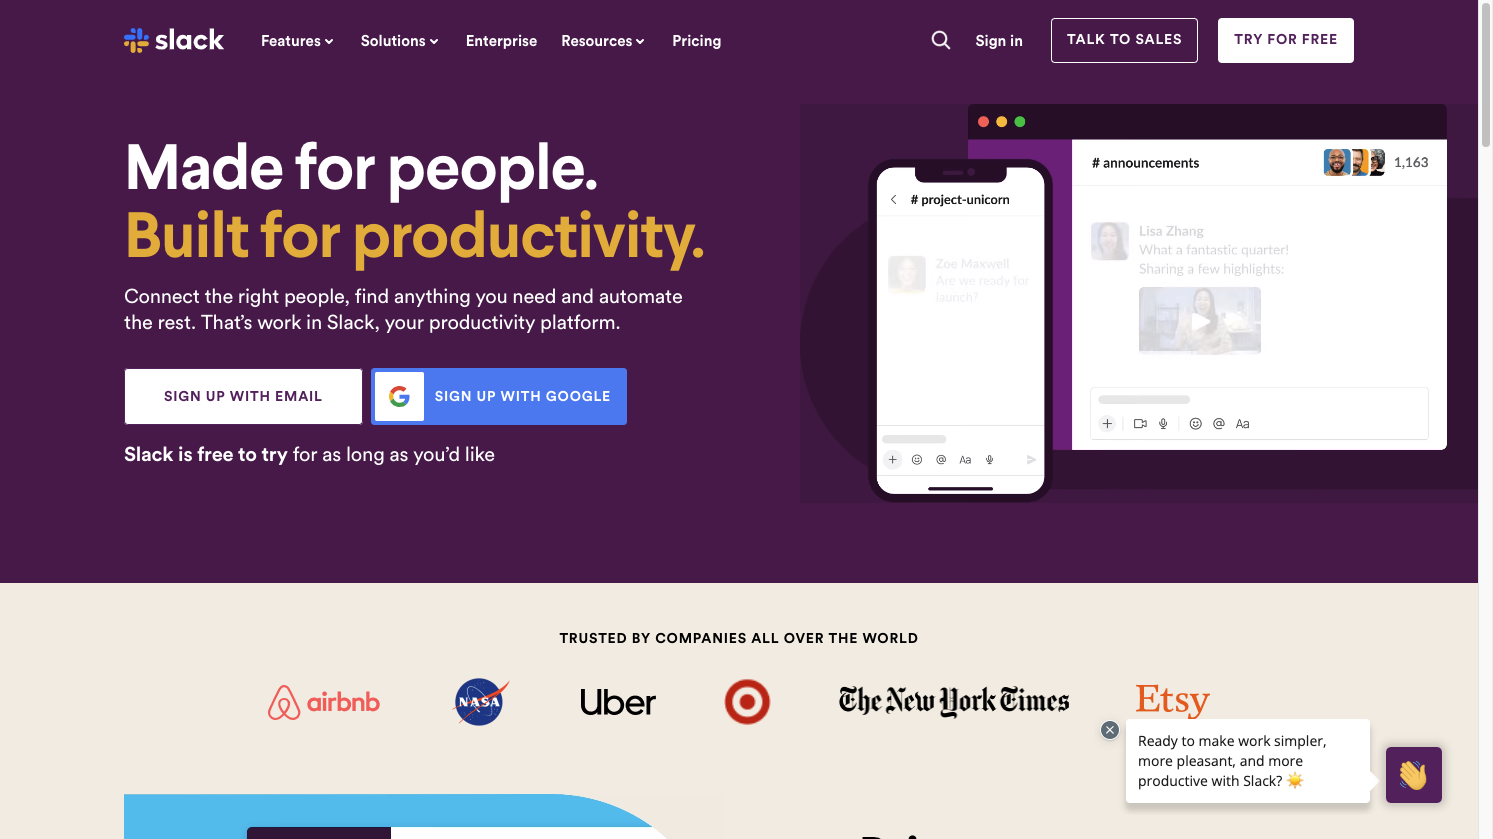 slack
Features
Solutions
Enterprise
Resources
Pricing
Sign in
TALK TO SALES
TRY FOR FREE
Made for people.
Built for productivity.
Connect the right people, find anything you need and automate
the rest. That’s work in Slack, your productivity platform.
SIGN UP WITH EMAIL
G SIGN UP WITH GOOGLE
Slack is free to try for as long as you’d like
# project-unicorn
Zoe Maxwell
Are we ready for
launch?
Aa
# announcements
1,163
Lisa Zhang
What a fantastic quarter!
Sharing a few highlights:
Aa
TRUSTED BY COMPANIES ALL OVER THE WORLD
airbnb
NASA
Uber
The New York Times
Etsy
Ready to make work simpler,
more pleasant, and more
productive with Slack? ☀️